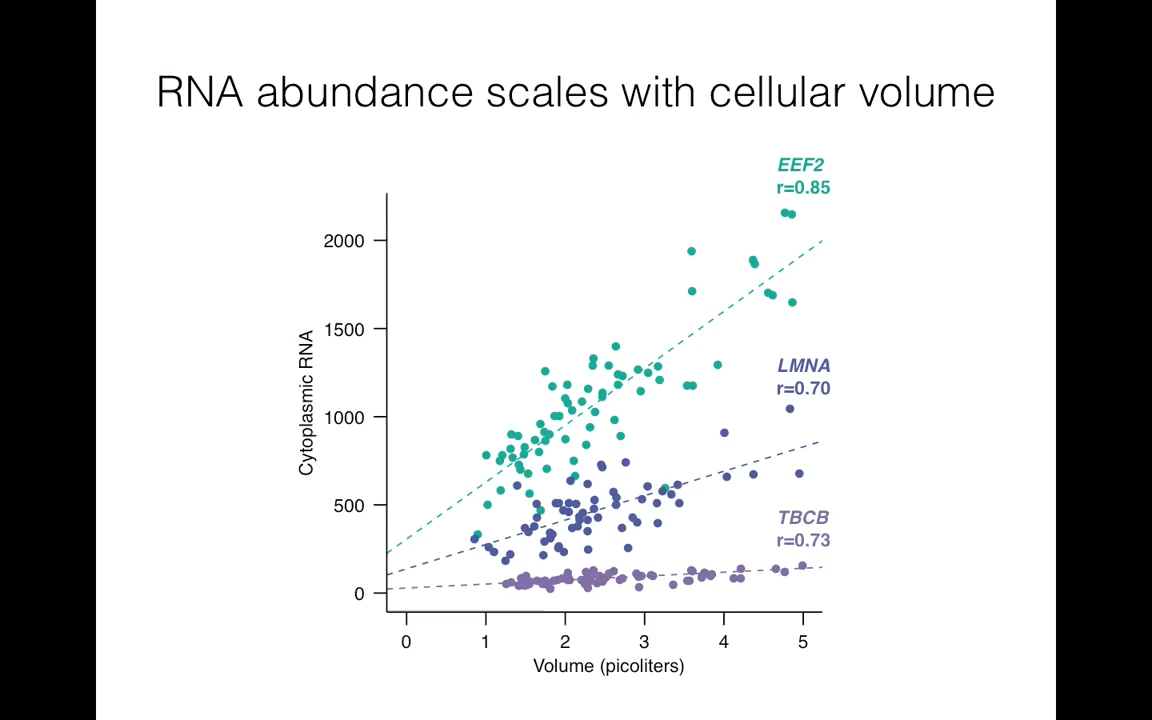 RNA abundance scales with cellular volume
EEF2
r=0.85
2000
1500
1000
500
0
Cytoplasmic RNA
LMNA
r=0.70
TBCB
r=0.73
0 1 2 3 4 5
Volume (picoliters)